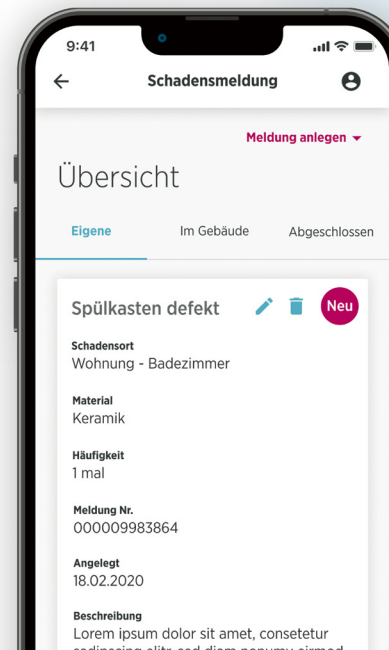 9:41
Schadensmeldung
Meldung anlegen
Übersicht
Eigene
Im Gebäude
Abgeschlossen
Spülkasten defekt
Neu
Schadensort
Wohnung - Badezimmer
Material
Keramik
Häufigkeit
1 mal
Meldung Nr.
000009983864
Angelegt
18.02.2020
Beschreibung
Lorem ipsum dolor sit amet, consetetur